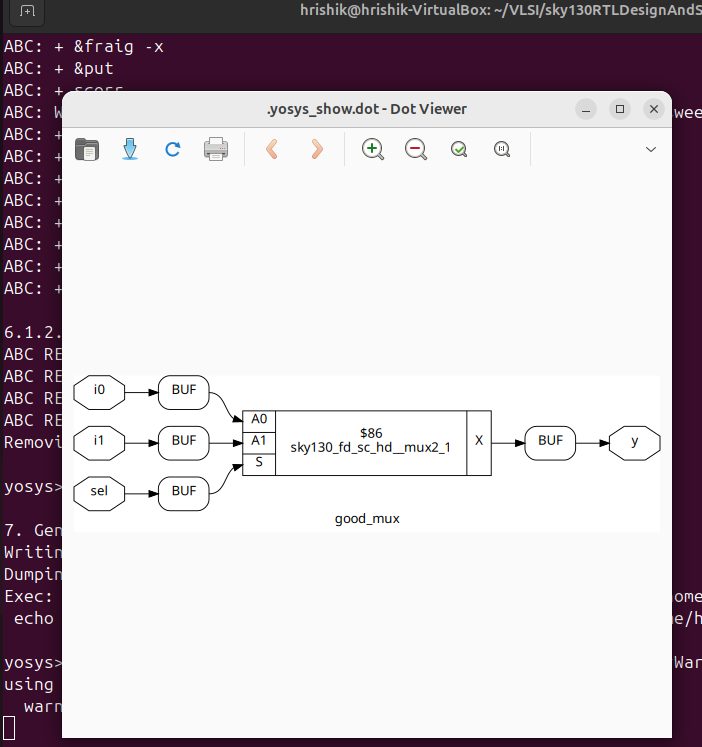 hrishik@hrishik-VirtualBox: ~/VLSI/sky130RTLDesignAndS
ABC: + &fraig -x
ABC: + &put
ABC: + scorr
ABC: W
swee
ABC: +
ABC: +
ABC: +
ABC: +
ABC: +
ABC: +
ABC: +
ABC: +
6.1.2.
ABC RE
ABC RE
ABC RE
ABC RE
Removi
yosys>
7. Gen
Writin
Dumpin
Exec:
ome
echo
e/h
yosys>
War
using
warn
.yosys_show.dot - Dot Viewer
i0
BUF
i1
BUF
sel
BUF
A0
A1
S
$86
sky130_fd_sc_hd__mux2_1
X
BUF
y
good_mux